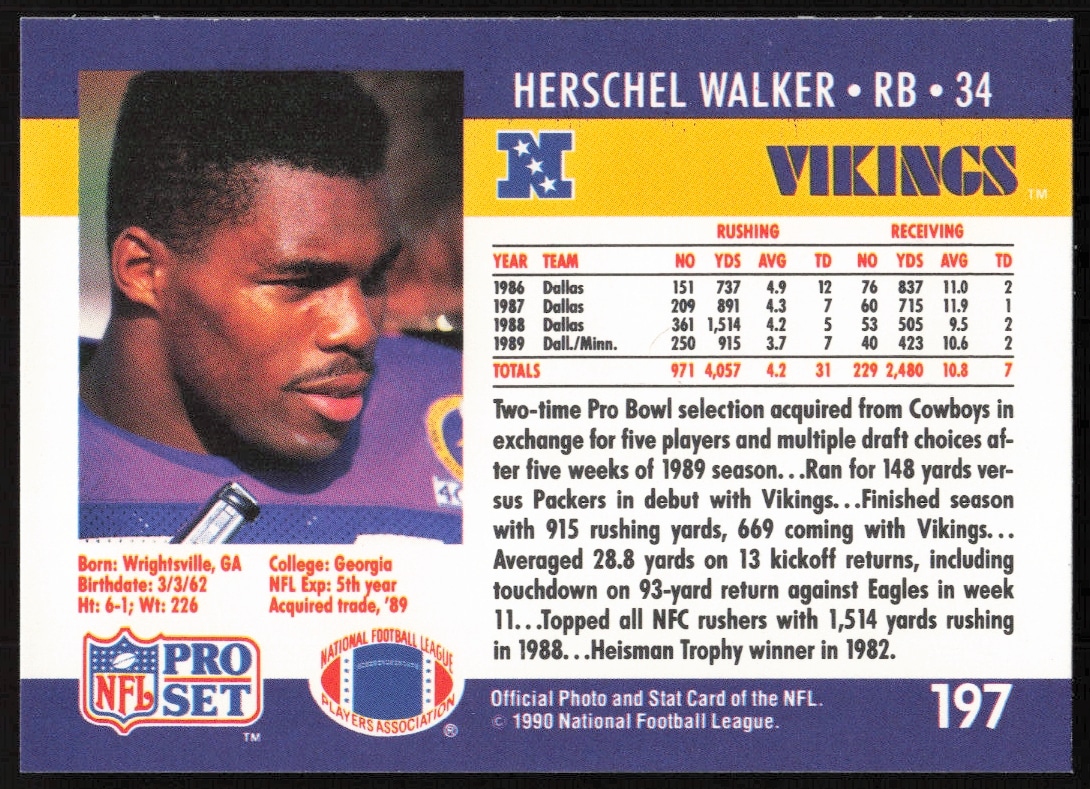 HERSCHEL WALKER • RB • 34
N
VIKINGS™
RUSHING RECEIVING
YEAR TEAM NO YDS AVG TD NO YDS AVG TD
1986 Dallas 151 737 4.9 12 76 837 11.0 2
1987 Dallas 209 891 4.3 7 60 715 11.9 1
1988 Dallas 361 1,514 4.2 5 53 505 9.5 2
1989 Dall./Minn. 250 915 3.7 7 40 423 10.6 2
TOTALS 971 4,057 4.2 31 229 2,480 10.8 7
Two-time Pro Bowl selection acquired from Cowboys in
exchange for five players and multiple draft choices af-
ter five weeks of 1989 season...Ran for 148 yards ver-
sus Packers in debut with Vikings...Finished season
with 915 rushing yards, 669 coming with Vikings...
Averaged 28.8 yards on 13 kickoff returns, including
touchdown on 93-yard return against Eagles in week
11...Topped all NFC rushers with 1,514 yards rushing
in 1988...Heisman Trophy winner in 1982.
40
Born: Wrightsville, GA
Birthdate: 3/3/62
Ht: 6-1; Wt: 226
College: Georgia
NFL Exp: 5th year
Acquired trade, '89
NFL
PRO
SET
™
NATIONAL FOOTBALL LEAGUE
PLAYERS ASSOCIATION
®
Official Photo and Stat Card of the NFL.
© 1990 National Football League.
197